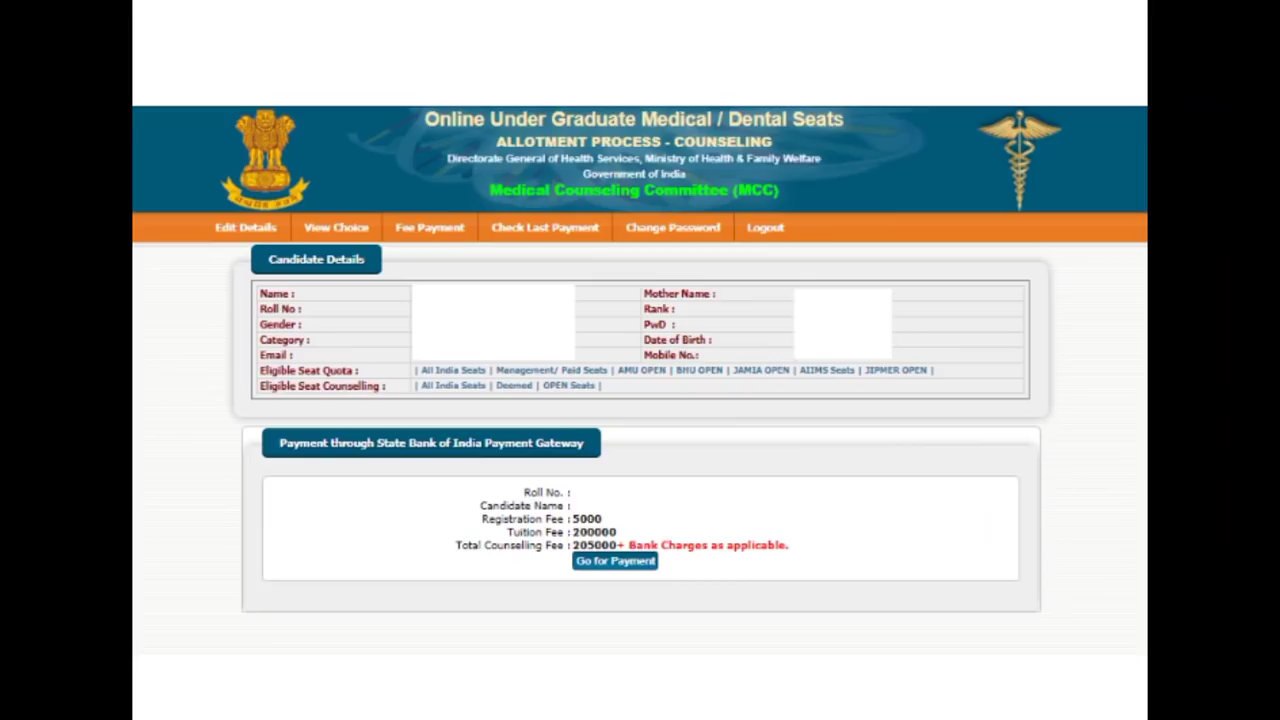 Online Under Graduate Medical / Dental Seats
ALLOTMENT PROCESS - COUNSELING
Directorate General of Health Services, Ministry of Health & Family Welfare
Government of India
Medical Counseling Committee (MCC)
Edit Details View Choice Fee Payment Check Last Payment Change Password Logout
Candidate Details
Name : Mother Name :
Roll No : Rank :
Gender : PwD :
Category : Date of Birth :
Email : Mobile No.:
Eligible Seat Quota : | All India Seats | Management/ Paid Seats | AMU OPEN | BHU OPEN | JAMIA OPEN | AIIMS Seats | JIPMER OPEN |
Eligible Seat Counselling : | All India Seats | Deemed | OPEN Seats |
Payment through State Bank of India Payment Gateway
Roll No. :
Candidate Name :
Registration Fee : 5000
Tuition Fee : 200000
Total Counselling Fee : 205000+ Bank Charges as applicable.
Go for Payment